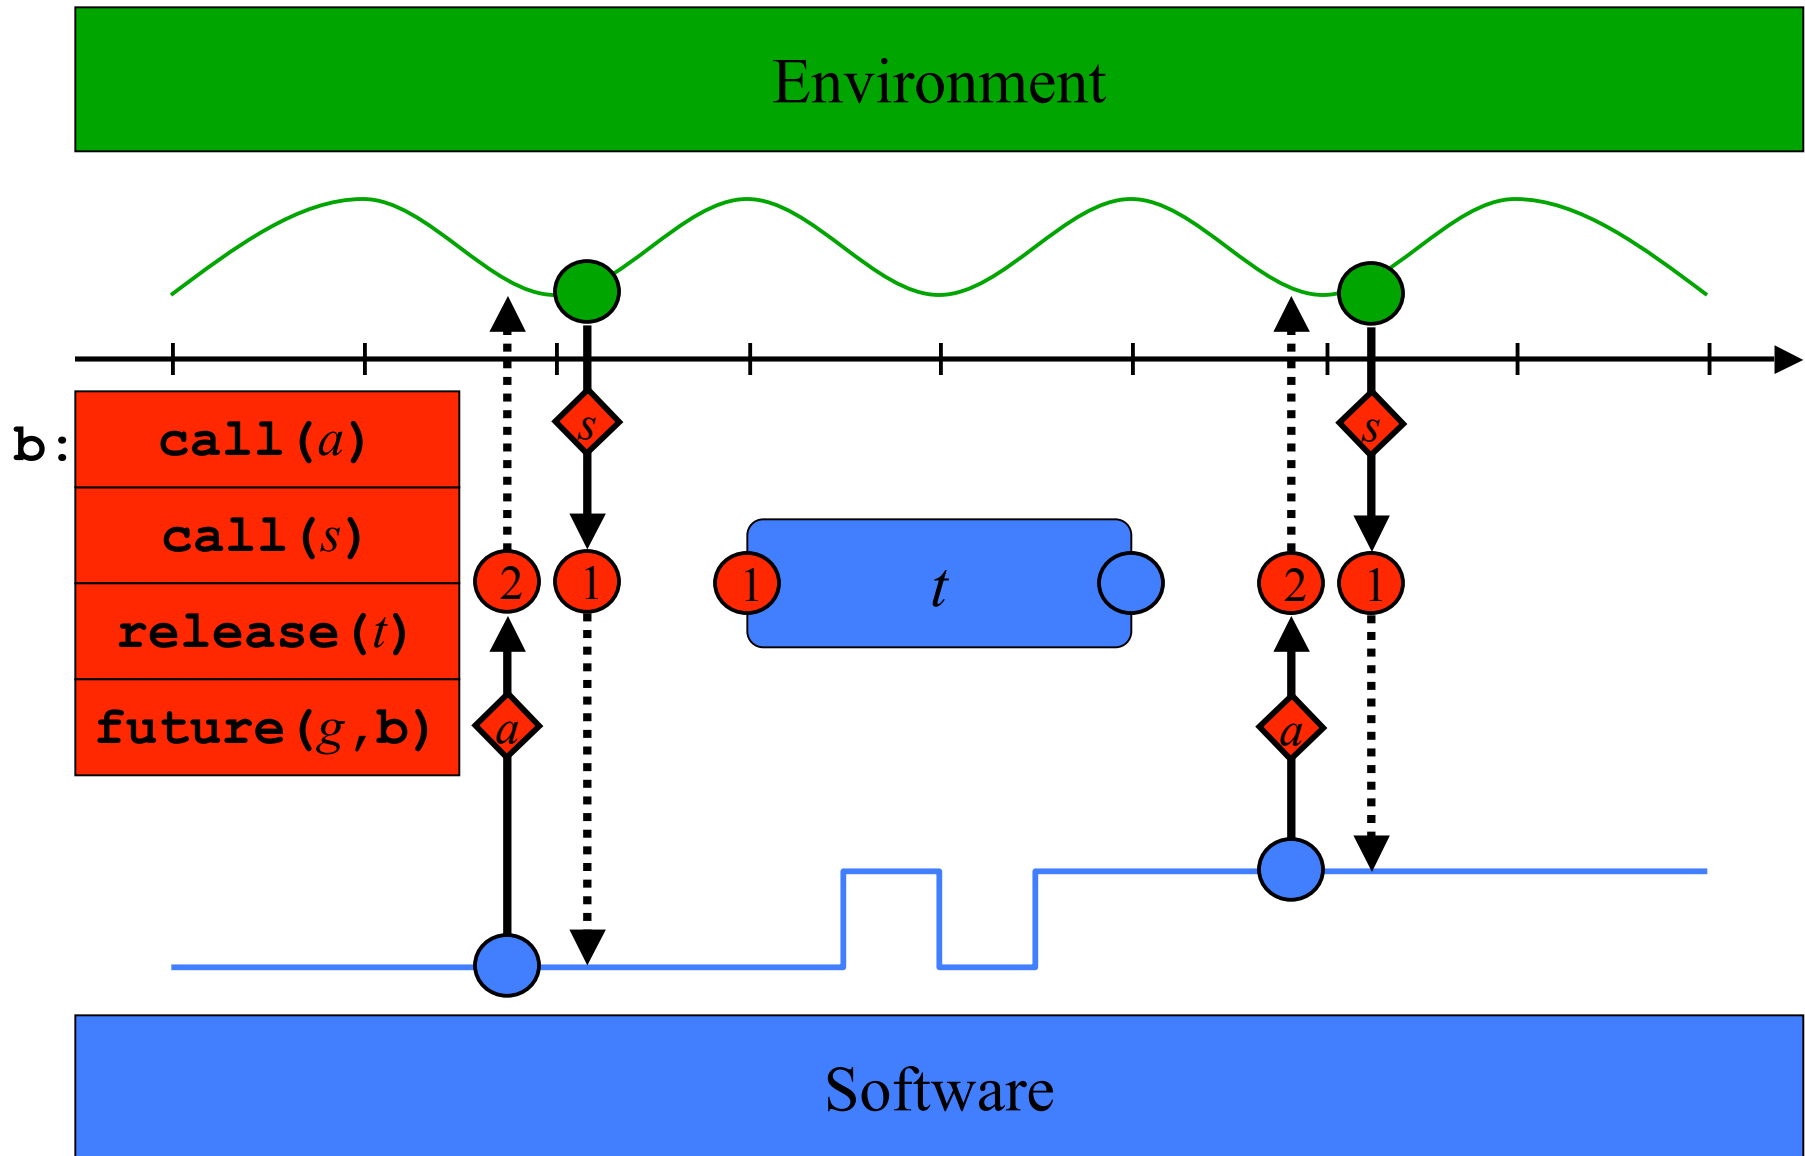 Environment
s s
b: call(a)
call(s)
2 1 1 t 2 1
release(t)
future(g,b) a a
Software